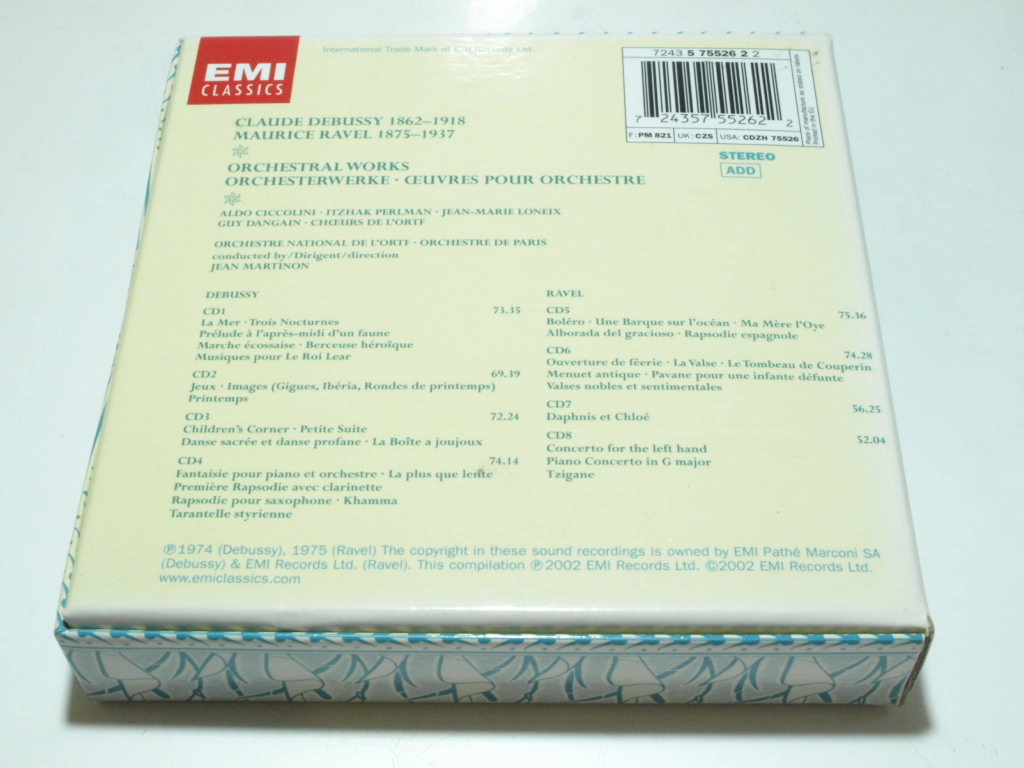 EMI
CLASSICS
International Trade Mark of EMI Records Ltd.
7243 5 75526 2 2
7 24357 55262 2
F: PM 821 UK: CZS USA: CDZH 75526
Place of manufacture as stated on labels
Printed in the EU
CLAUDE DEBUSSY 1862–1918
MAURICE RAVEL 1875–1937
STEREO
ADD
ORCHESTRAL WORKS
ORCHESTERWERKE · ŒUVRES POUR ORCHESTRE
ALDO CICCOLINI · ITZHAK PERLMAN · JEAN-MARIE LONEIX
GUY DANGAIN · CHŒURS DE L'ORTF
ORCHESTRE NATIONAL DE L'ORTF · ORCHESTRE DE PARIS
conducted by/Dirigent/direction
JEAN MARTINON
DEBUSSY
CD1 73.35
La Mer · Trois Nocturnes
Prélude à l'après-midi d'un faune
Marche écossaise · Berceuse héroïque
Musiques pour Le Roi Lear
CD2 69.39
Jeux · Images (Gigues, Ibéria, Rondes de printemps)
Printemps
CD3 72.24
Children's Corner · Petite Suite
Danse sacrée et danse profane · La Boîte a joujoux
CD4 74.14
Fantaisie pour piano et orchestre · La plus que lente
Première Rapsodie avec clarinette
Rapsodie pour saxophone · Khamma
Tarantelle styrienne
RAVEL
CD5 75.36
Boléro · Une Barque sur l'océan · Ma Mère l'Oye
Alborada del gracioso · Rapsodie espagnole
CD6 74.28
Ouverture de féerie · La Valse · Le Tombeau de Couperin
Menuet antique · Pavane pour une infante défunte
Valses nobles et sentimentales
CD7 56.25
Daphnis et Chloé
CD8 52.04
Concerto for the left hand
Piano Concerto in G major
Tzigane
℗1974 (Debussy), 1975 (Ravel) The copyright in these sound recordings is owned by EMI Pathé Marconi SA
(Debussy) & EMI Records Ltd. (Ravel). This compilation ℗2002 EMI Records Ltd. ©2002 EMI Records Ltd.
www.emiclassics.com